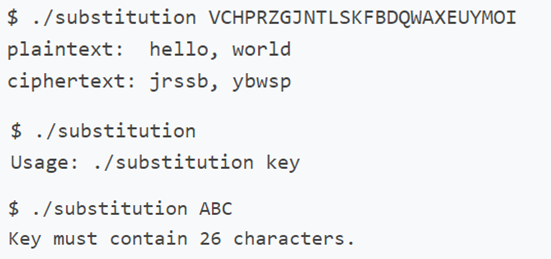 $ ./substitution VCHPRZGJNTLSKFBDQWAXEUYMOI
plaintext:  hello, world
ciphertext: jrssb, ybwsp
$ ./substitution
Usage: ./substitution key
$ ./substitution ABC
Key must contain 26 characters.